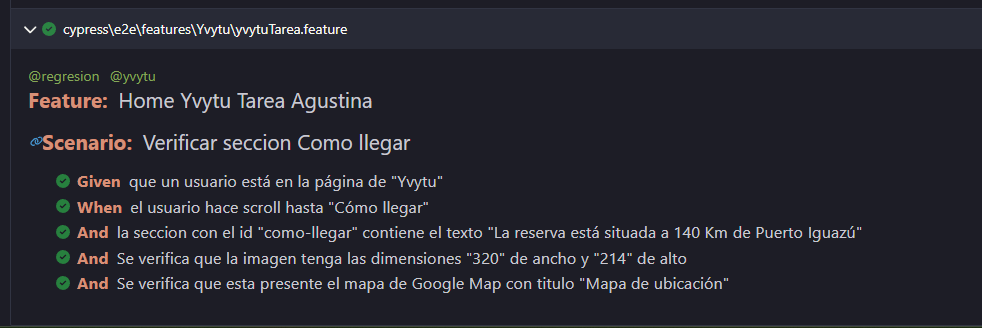 cypress\e2e\features\Yvytu\yvytuTarea.feature
@regresion @yvytu
Feature: Home Yvytu Tarea Agustina
Scenario: Verificar seccion Como llegar
Given que un usuario está en la página de "Yvytu"
When el usuario hace scroll hasta "Cómo llegar"
And la seccion con el id "como-llegar" contiene el texto "La reserva está situada a 140 Km de Puerto Iguazú"
And Se verifica que la imagen tenga las dimensiones "320" de ancho y "214" de alto
And Se verifica que esta presente el mapa de Google Map con titulo "Mapa de ubicación"